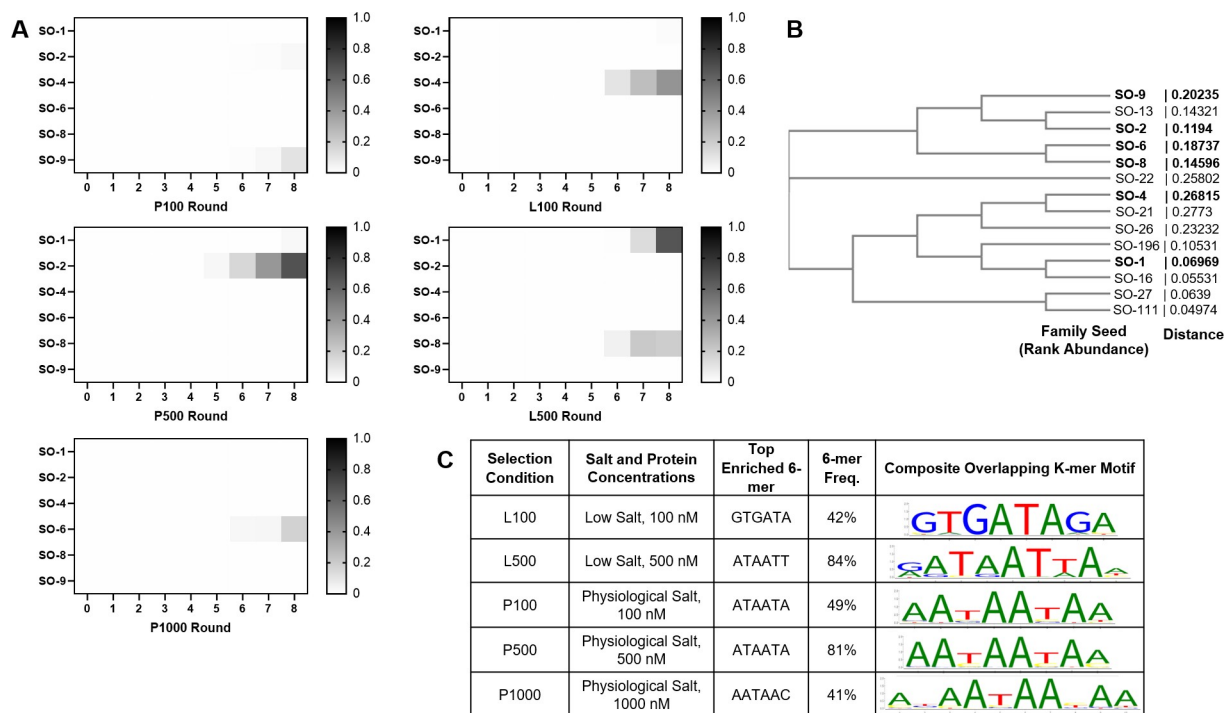 A
SO-1
SO-2
SO-4
SO-6
SO-8
SO-9
0 1 2 3 4 5 6 7 8
P100 Round
1.0
0.8
0.6
0.4
0.2
0
SO-1
SO-2
SO-4
SO-6
SO-8
SO-9
0 1 2 3 4 5 6 7 8
L100 Round
1.0
0.8
0.6
0.4
0.2
0
SO-1
SO-2
SO-4
SO-6
SO-8
SO-9
0 1 2 3 4 5 6 7 8
P500 Round
1.0
0.8
0.6
0.4
0.2
0
SO-1
SO-2
SO-4
SO-6
SO-8
SO-9
0 1 2 3 4 5 6 7 8
L500 Round
1.0
0.8
0.6
0.4
0.2
0
SO-1
SO-2
SO-4
SO-6
SO-8
SO-9
0 1 2 3 4 5 6 7 8
P1000 Round
1.0
0.8
0.6
0.4
0.2
0
B
SO-9 | 0.20235
SO-13 | 0.14321
SO-2 | 0.1194
SO-6 | 0.18737
SO-8 | 0.14596
SO-22 | 0.25802
SO-4 | 0.26815
SO-21 | 0.2773
SO-26 | 0.23232
SO-196 | 0.10531
SO-1 | 0.06969
SO-16 | 0.05531
SO-27 | 0.0639
SO-111 | 0.04974
Family Seed
(Rank Abundance)
Distance
C
Selection
Condition
Salt and Protein
Concentrations
Top
Enriched 6-
mer
6-mer
Freq.
Composite Overlapping K-mer Motif
L100
Low Salt, 100 nM
GTGATA
42%
GTGATAGA
L500
Low Salt, 500 nM
ATAATT
84%
GATAATTAA
P100
Physiological Salt,
100 nM
ATAATA
49%
AATAATAA
P500
Physiological Salt,
500 nM
ATAATA
81%
AATAATAA
P1000
Physiological Salt,
1000 nM
AATAAC
41%